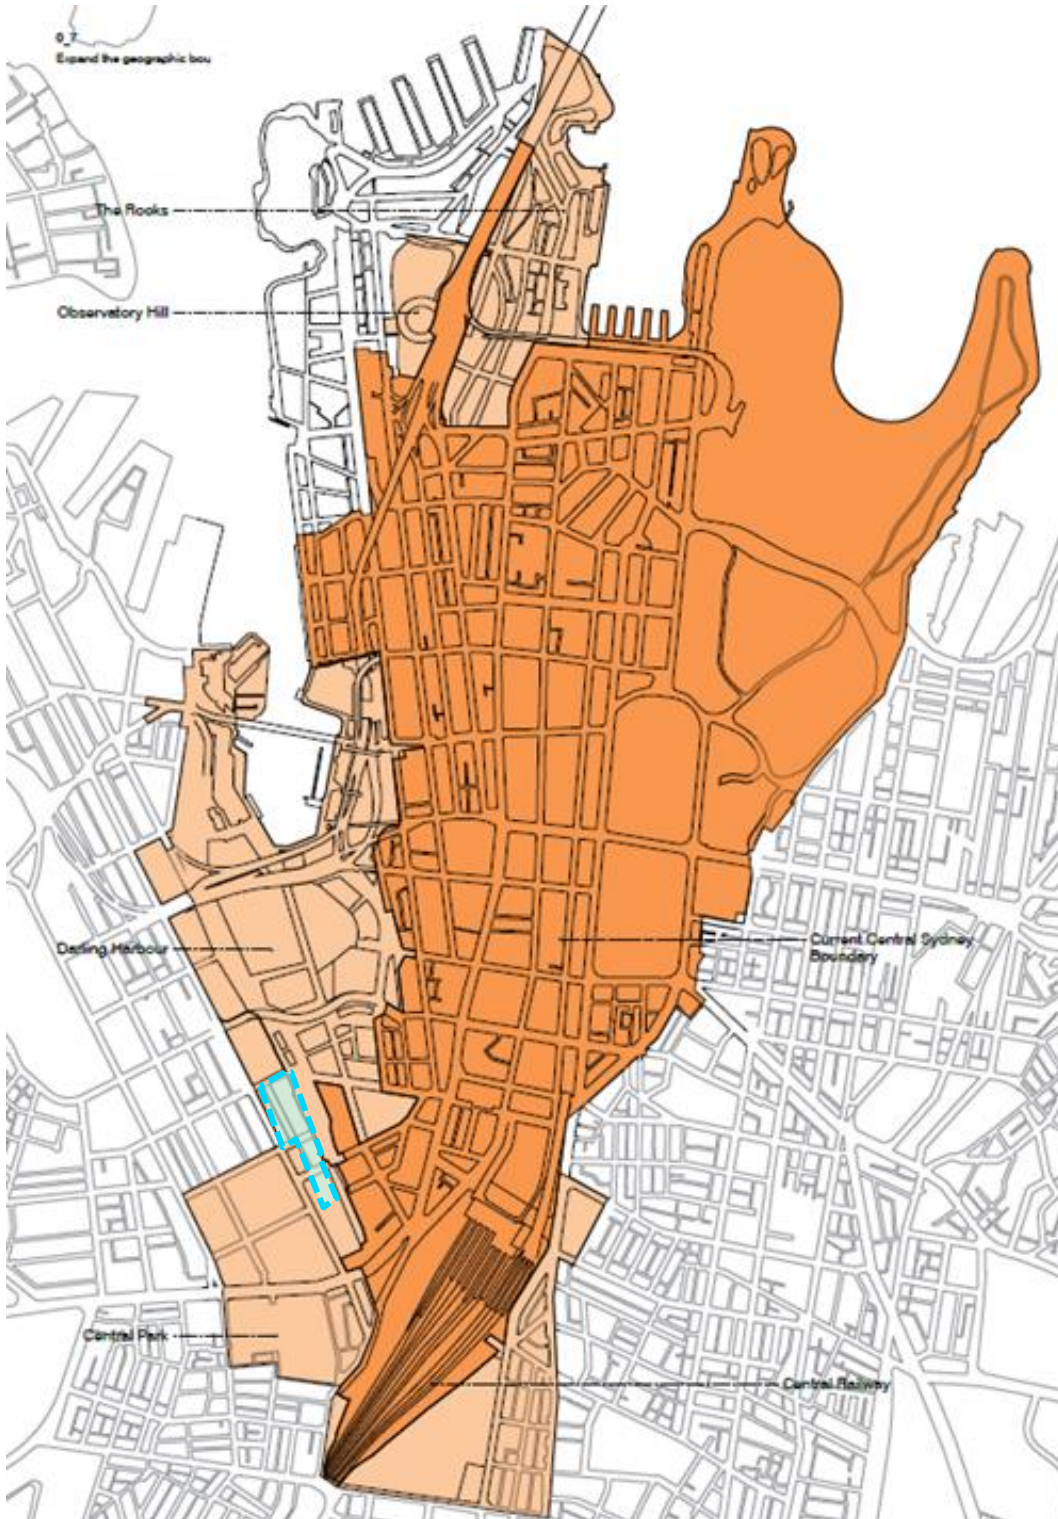 0_7
Expand the geographic bou
The Rocks
Observatory Hill
Darling Harbour
Current Central Sydney
Boundary
Central Park
Central Railway